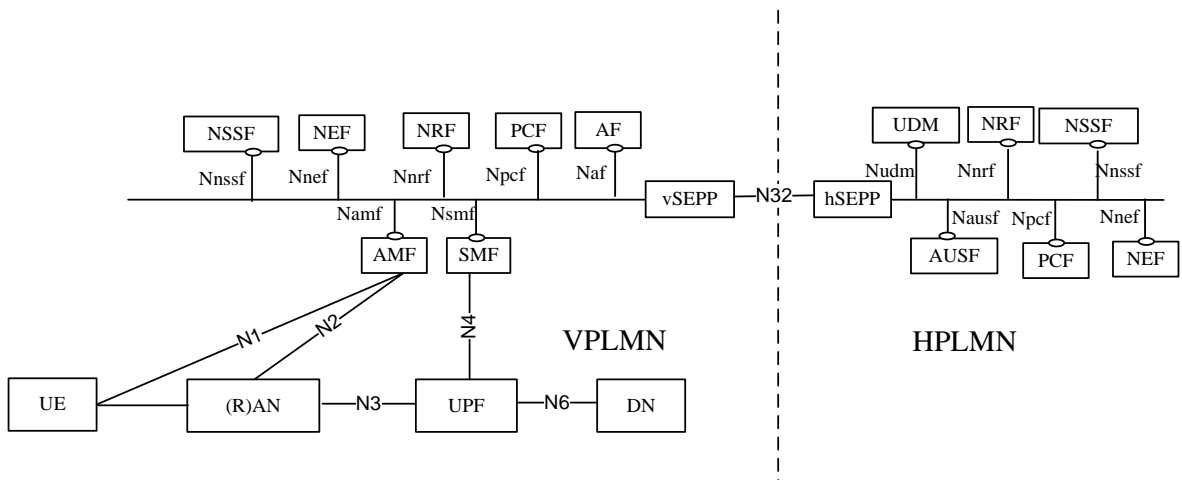 NSSF
NEF
NRF
PCF
AF
UDM
NRF
NSSF
Nnssf
Nnef
Nnrf
Npcf
Naf
Nudm
Nnrf
Nnssf
vSEPP
N32
hSEPP
Namf
Nsmf
Nausf
Npcf
Nnef
AMF
SMF
AUSF
PCF
NEF
N1
N2
N4
VPLMN
HPLMN
UE
(R)AN
N3
UPF
N6
DN